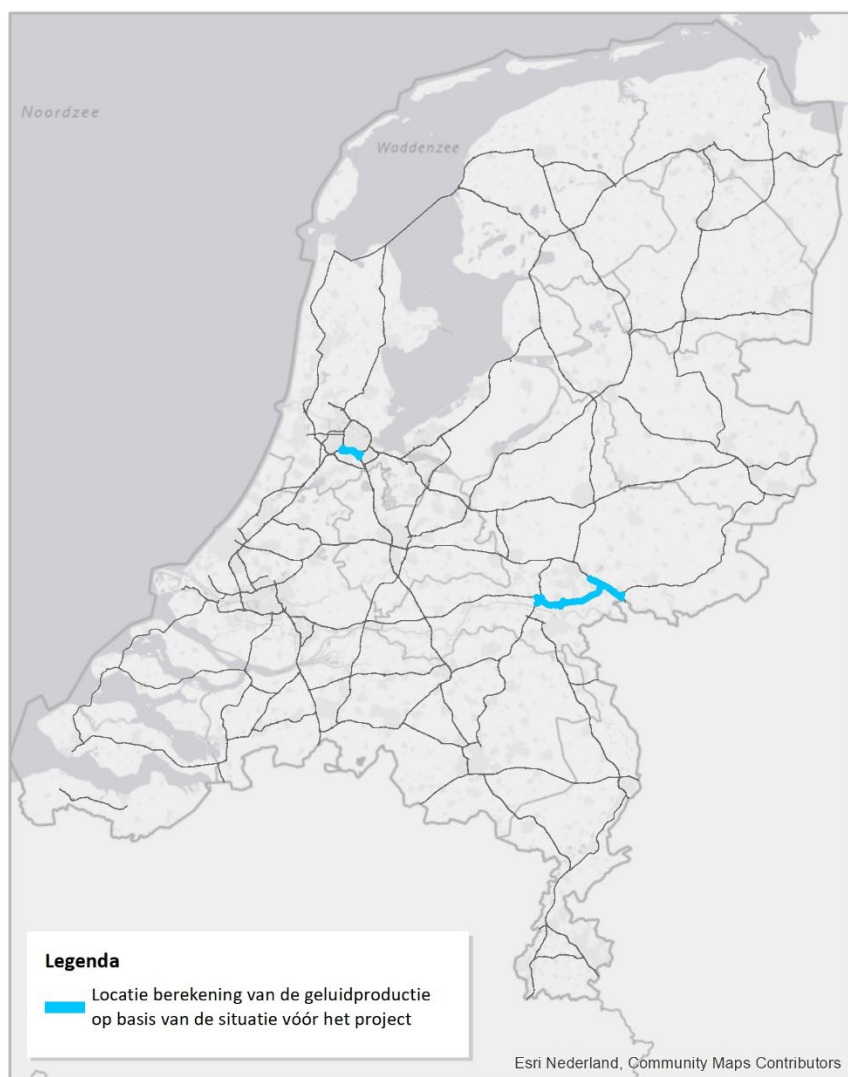 Noordzee
Waddenzee
Legenda
Locatie berekening van de geluidproductie
op basis van de situatie vóór het project
Esri Nederland, Community Maps Contributors